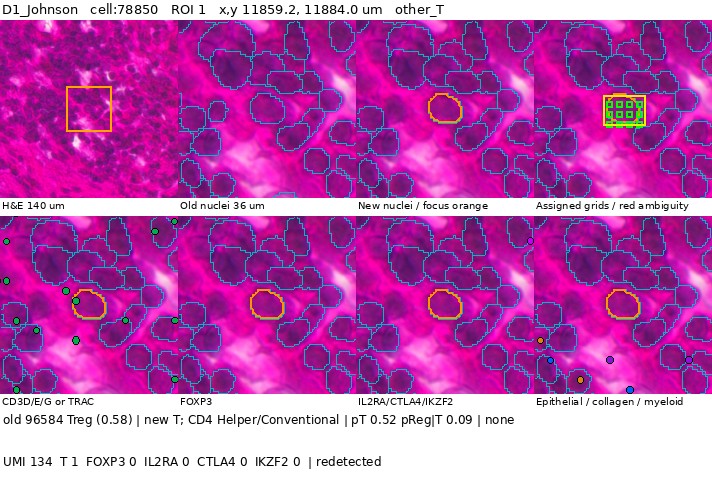 D1_Johnson   cell:78850   ROI 1   x,y 11859.2, 11884.0 um   other_T
H&E 140 um
Old nuclei 36 um
New nuclei / focus orange
Assigned grids / red ambiguity
CD3D/E/G or TRAC
FOXP3
IL2RA/CTLA4/IKZF2
Epithelial / collagen / myeloid
old 96584 Treg (0.58) | new T; CD4 Helper/Conventional | pT 0.52 pReg|T 0.09 | none
UMI 134  T 1  FOXP3 0  IL2RA 0  CTLA4 0  IKZF2 0  | redetected